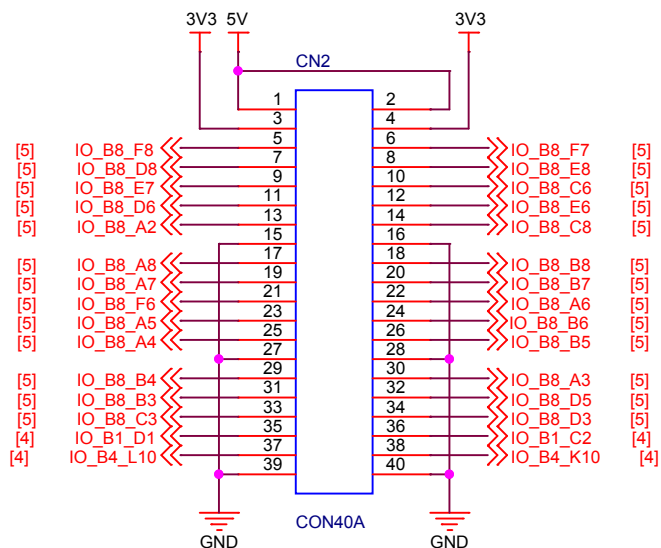 3V3 5V 3V3
CN2
1 2
3 4
[5] IO_B8_F8 5 6 IO_B8_F7 [5]
[5] IO_B8_D8 7 8 IO_B8_E8 [5]
[5] IO_B8_E7 9 10 IO_B8_C6 [5]
[5] IO_B8_D6 11 12 IO_B8_E6 [5]
[5] IO_B8_A2 13 14 IO_B8_C8 [5]
15 16
[5] IO_B8_A8 17 18 IO_B8_B8 [5]
[5] IO_B8_A7 19 20 IO_B8_B7 [5]
[5] IO_B8_F6 21 22 IO_B8_A6 [5]
[5] IO_B8_A5 23 24 IO_B8_B6 [5]
[5] IO_B8_A4 25 26 IO_B8_B5 [5]
27 28
[5] IO_B8_B4 29 30 IO_B8_A3 [5]
[5] IO_B8_B3 31 32 IO_B8_D5 [5]
[5] IO_B8_C3 33 34 IO_B8_D3 [5]
[4] IO_B1_D1 35 36 IO_B1_C2 [4]
[4] IO_B4_L10 37 38 IO_B4_K10 [4]
39 40
CON40A
GND GND